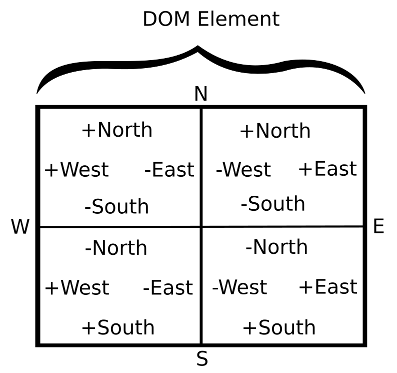 DOM Element
N
+North +North
+West -East -West +East
-South -South
W E
-North -North
+West -East -West +East
+South +South
S